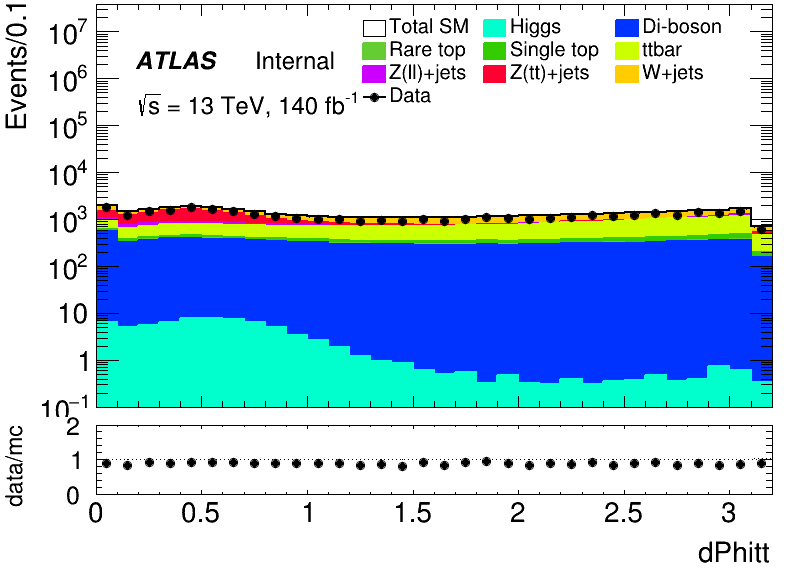 Events/0.1
ATLAS Internal
√s = 13 TeV, 140 fb-1
Total SM Higgs Di-boson
Rare top Single top ttbar
Z(ll)+jets Z(tt)+jets W+jets
Data
10^7
10^6
10^5
10^4
10^3
10^2
10
1
10^-1
data/mc
2
1
0
0 0.5 1 1.5 2 2.5 3
dPhitt